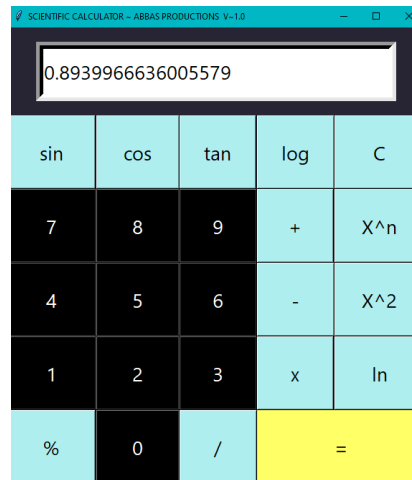 SCIENTIFIC CALCULATOR ~ ABBAS PRODUCTIONS V~1.0
0.8939966636005579
sin cos tan log C
7 8 9 + X^n
4 5 6 - X^2
1 2 3 x ln
% 0 / =